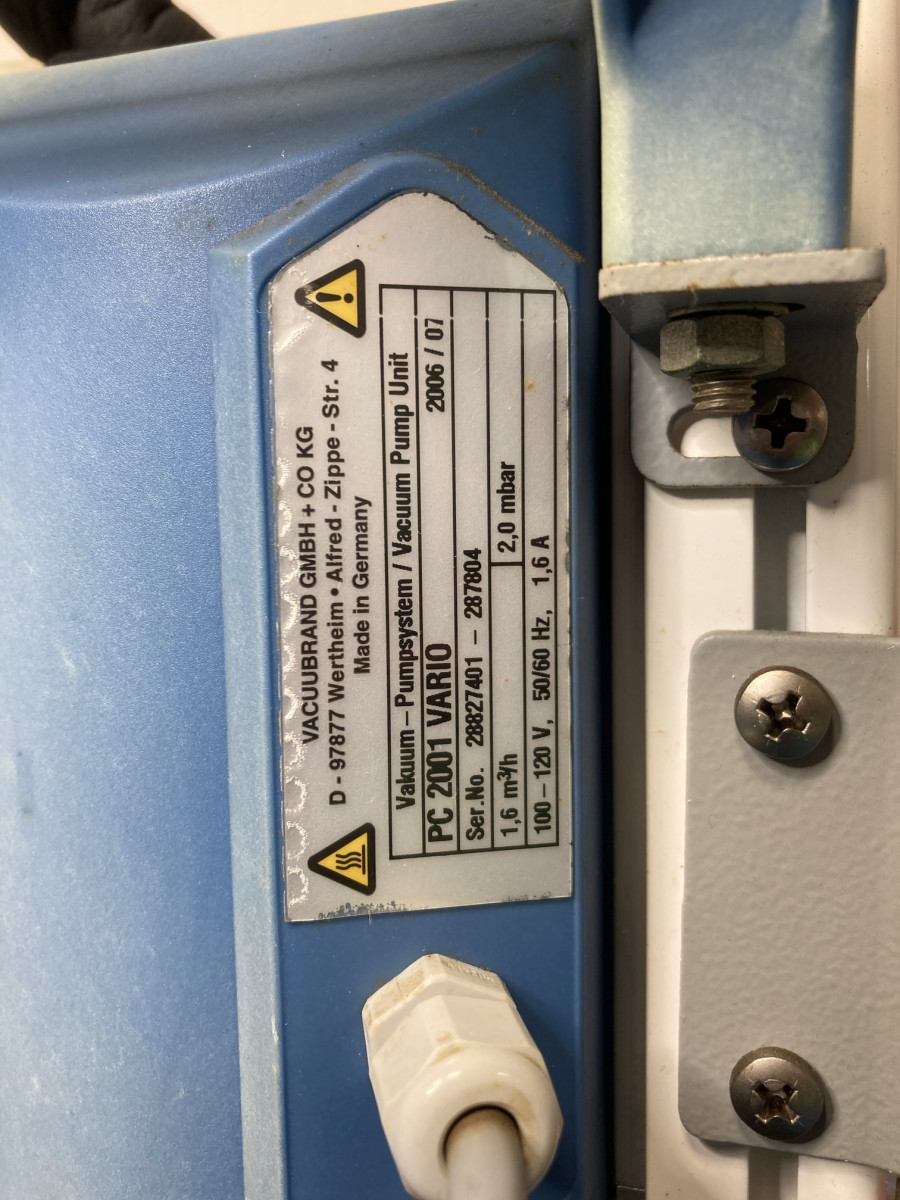 VACUUBRAND GMBH + CO KG
D - 97877 Wertheim • Alfred - Zippe - Str. 4
Made in Germany
Vakuum – Pumpsystem / Vacuum Pump Unit
PC 2001 VARIO 2006 / 07
Ser.No. 28827401 – 287804
1,6 m³/h 2,0 mbar
100 – 120 V, 50/60 Hz, 1,6 A